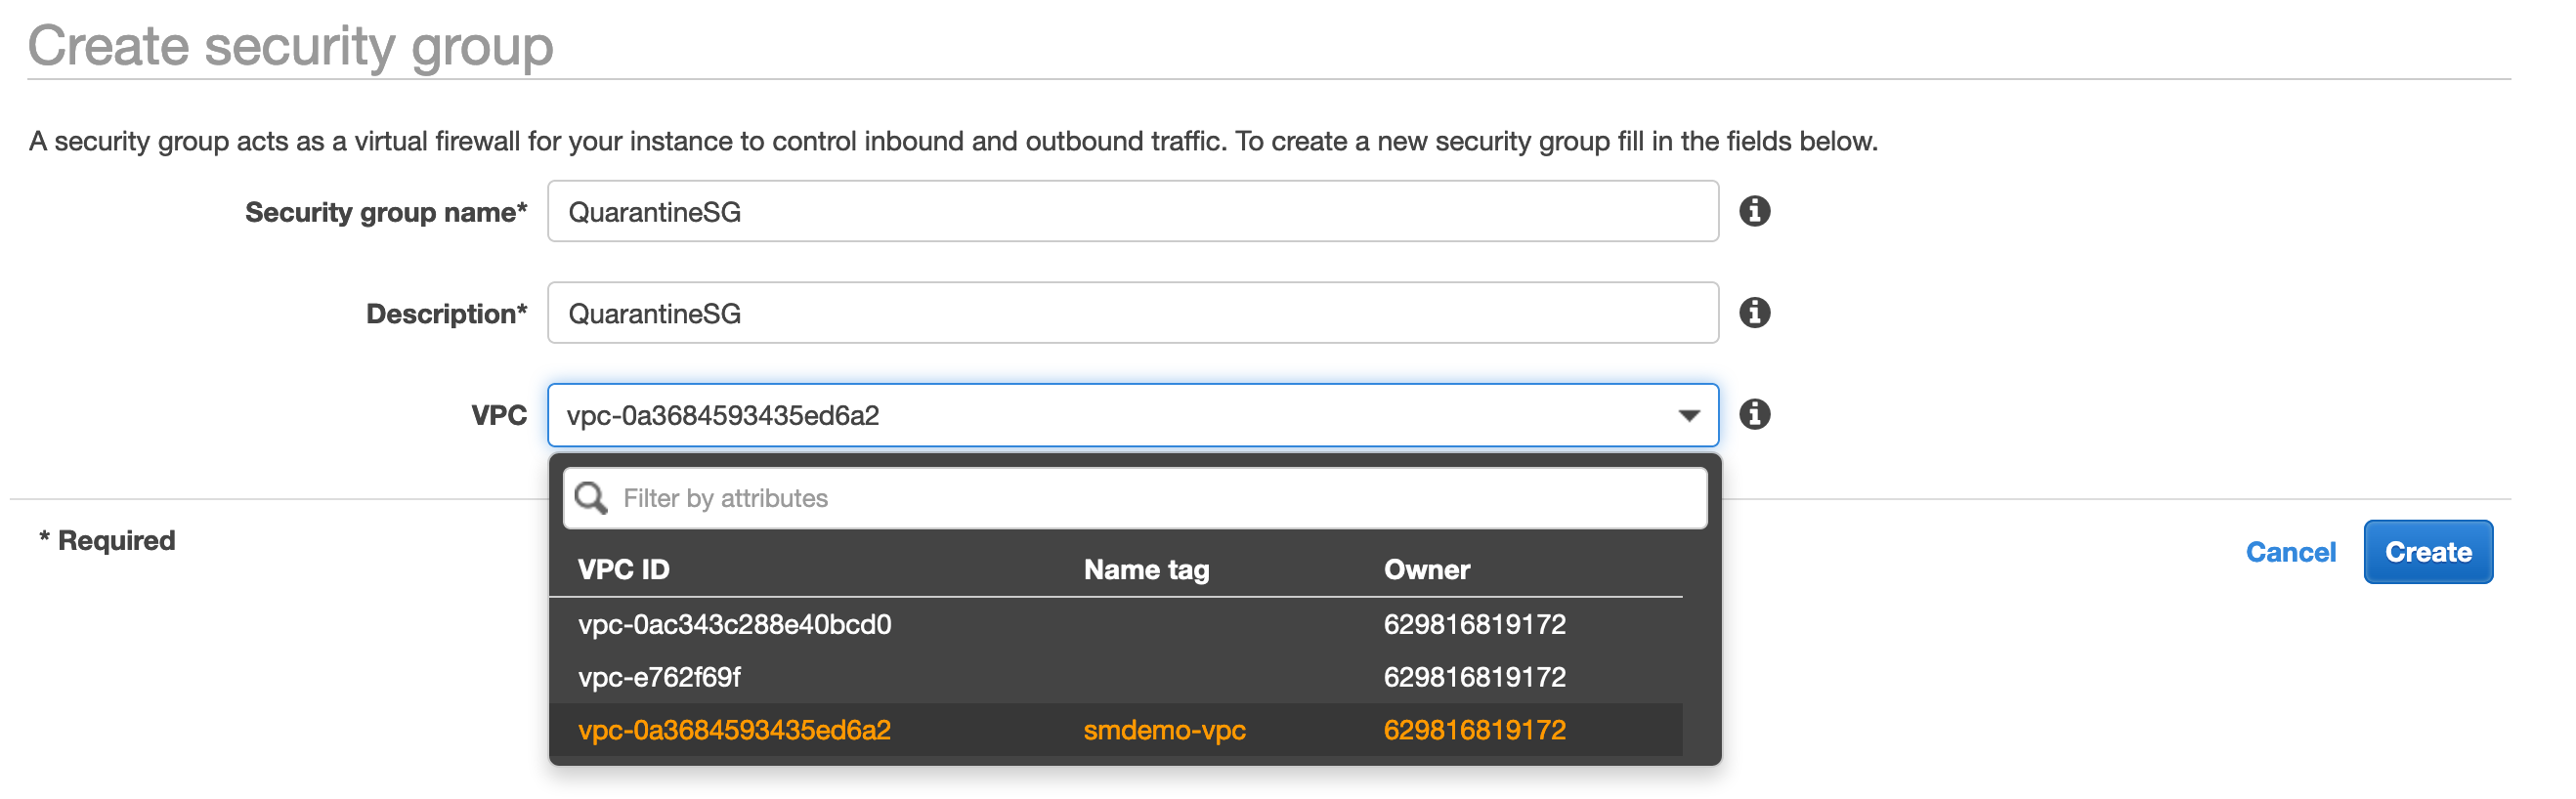 Create security group
A security group acts as a virtual firewall for your instance to control inbound and outbound traffic. To create a new security group fill in the fields below.
Security group name* QuarantineSG
Description* QuarantineSG
VPC vpc-0a3684593435ed6a2
Filter by attributes
* Required
Cancel Create
VPC ID Name tag Owner
vpc-0ac343c288e40bcd0 629816819172
vpc-e762f69f 629816819172
vpc-0a3684593435ed6a2 smdemo-vpc 629816819172